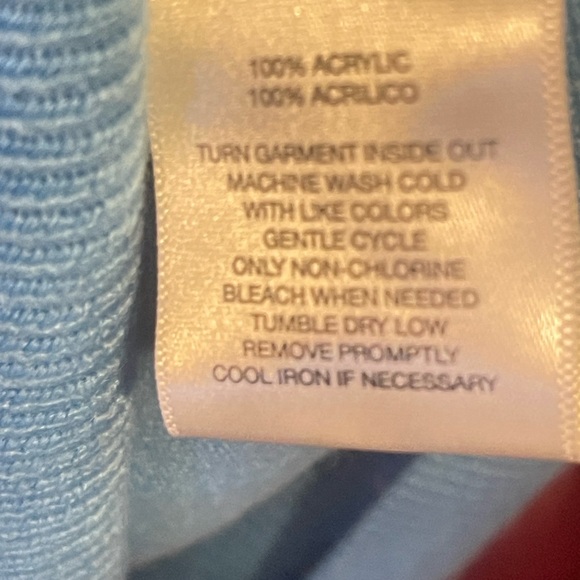 100% ACRYLIC
100% ACRILICO
TURN GARMENT INSIDE OUT
MACHINE WASH COLD
WITH LIKE COLORS
GENTLE CYCLE
ONLY NON-CHLORINE
BLEACH WHEN NEEDED
TUMBLE DRY LOW
REMOVE PROMPTLY
COOL IRON IF NECESSARY